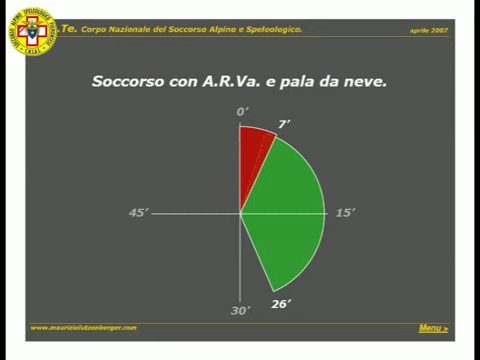 .Te. Corpo Nazionale del Soccorso Alpino e Speleologico.
aprile 2007
Soccorso con A.R.Va. e pala da neve.
0’
7’
45’
15’
26’
30’
www.mauriziolutzenberger.com
Menu >